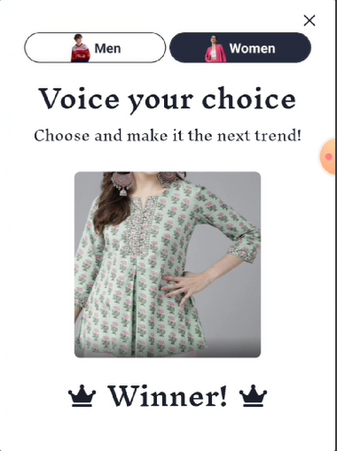 Men Women
Voice your choice
Choose and make it the next trend!
Winner!